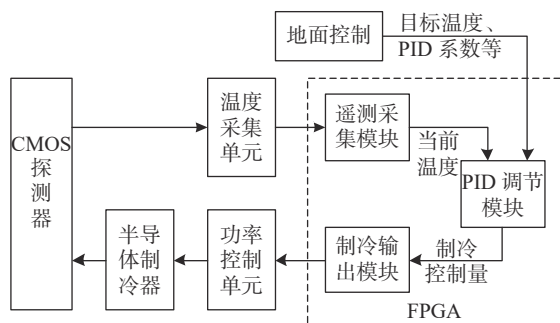 地面控制
目标温度、
PID 系数等
CMOS
探
测
器
温度
采集
单元
遥测采
集模块
当前
温度
PID 调节
模块
半导
体制
冷器
功率
控制
单元
制冷输
出模块
制冷
控制量
FPGA